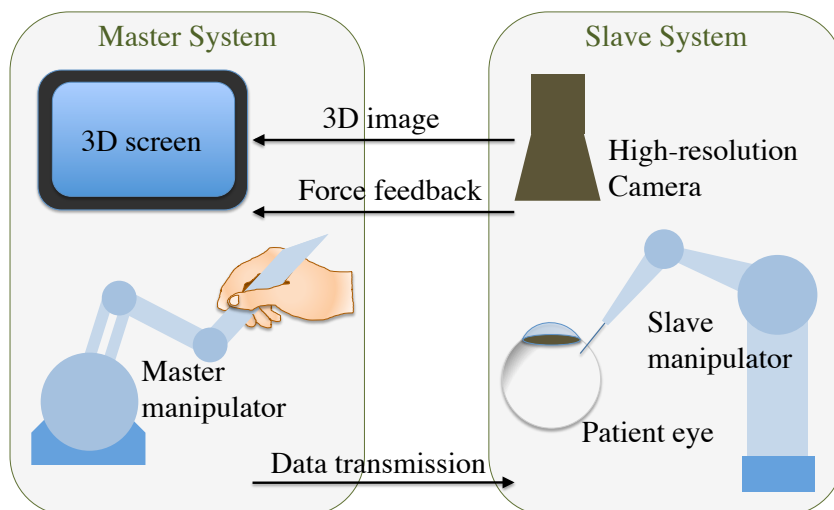 Master System
Slave System
3D screen
3D image
High-resolution
Camera
Force feedback
Master
manipulator
Slave
manipulator
Patient eye
Data transmission